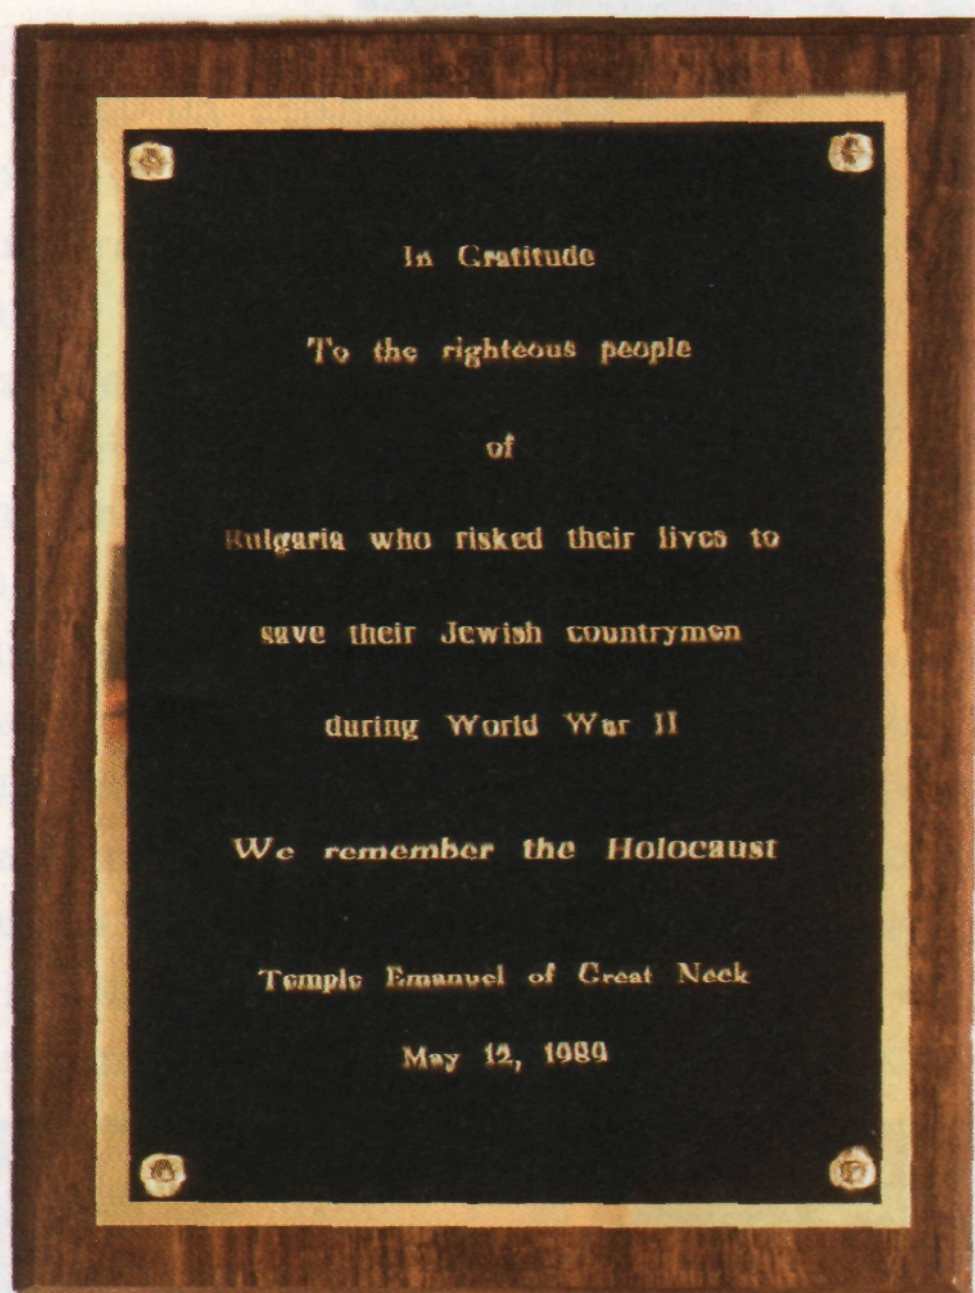 In Gratitude
To the righteous people
of
Bulgaria who risked their lives to
save their Jewish countrymen
during World War II
We remember the Holocaust
Temple Emanuel of Great Neck
May 12, 1989